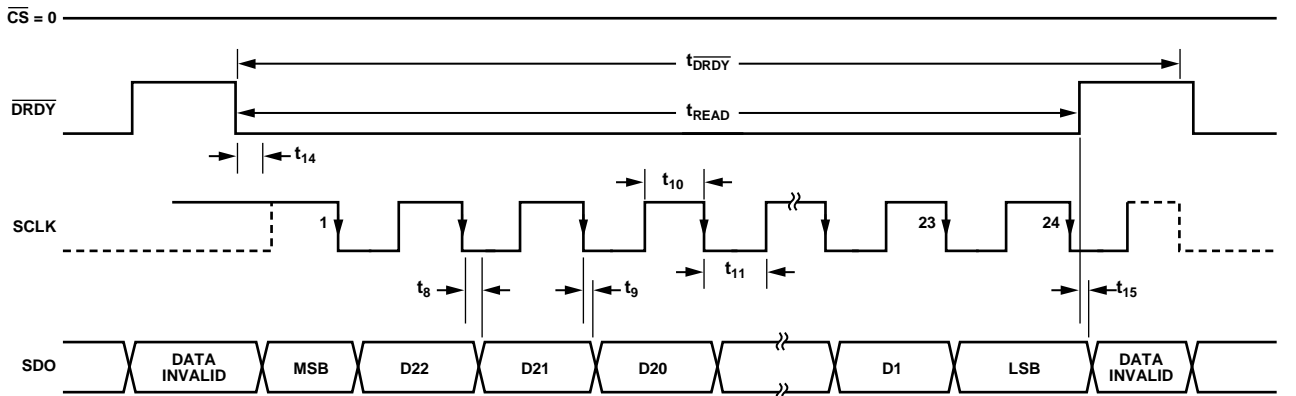 CS = 0
tDRDY
DRDY
tREAD
t14
t10
SCLK
1
23
24
t8
t9
t11
t15
SDO
DATA INVALID
MSB
D22
D21
D20
D1
LSB
DATA INVALID